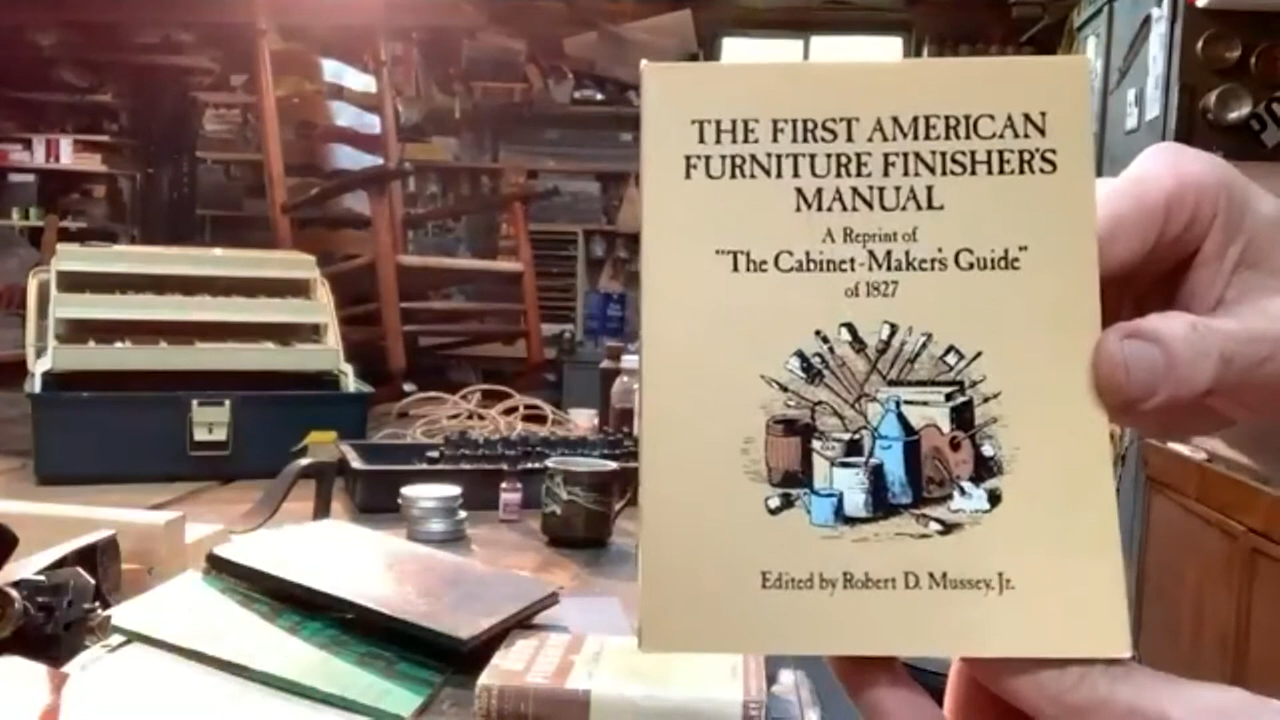 THE FIRST AMERICAN
FURNITURE FINISHER'S
MANUAL
A Reprint of
"The Cabinet-Maker's Guide"
of 1827
Edited by Robert D. Mussey, Jr.